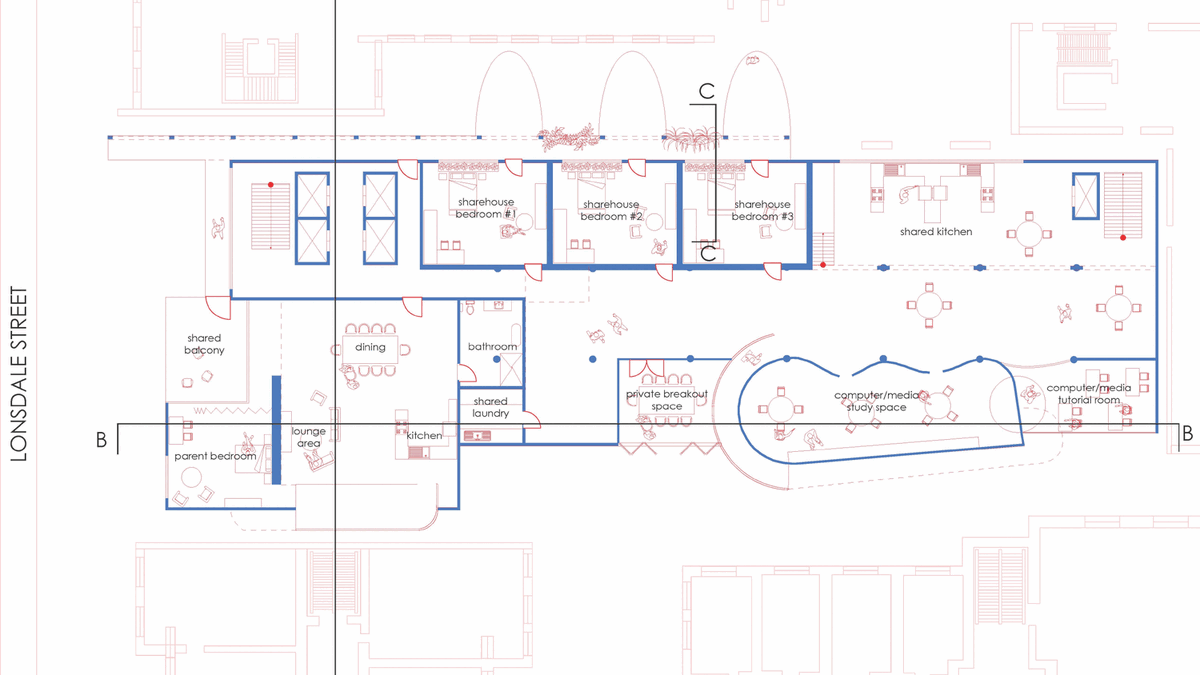 C
sharehouse
bedroom #1
sharehouse
bedroom #2
sharehouse
bedroom #3
shared kitchen
C
LONSDALE STREET
shared
balcony
dining
bathroom
private breakout
space
computer/media
study space
computer/media
tutorial room
shared
laundry
B
lounge
area
kitchen
B
parent bedroom